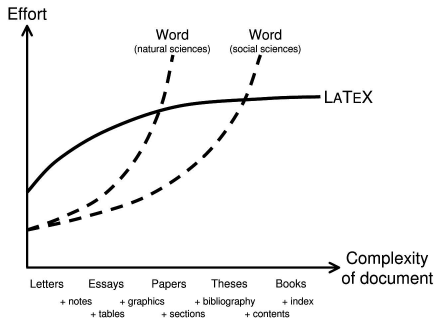 Effort
Word
(natural sciences)
Word
(social sciences)
LATEX
Complexity
of document
Letters Essays Papers Theses Books
+ notes + graphics + bibliography + index
+ tables + sections + contents